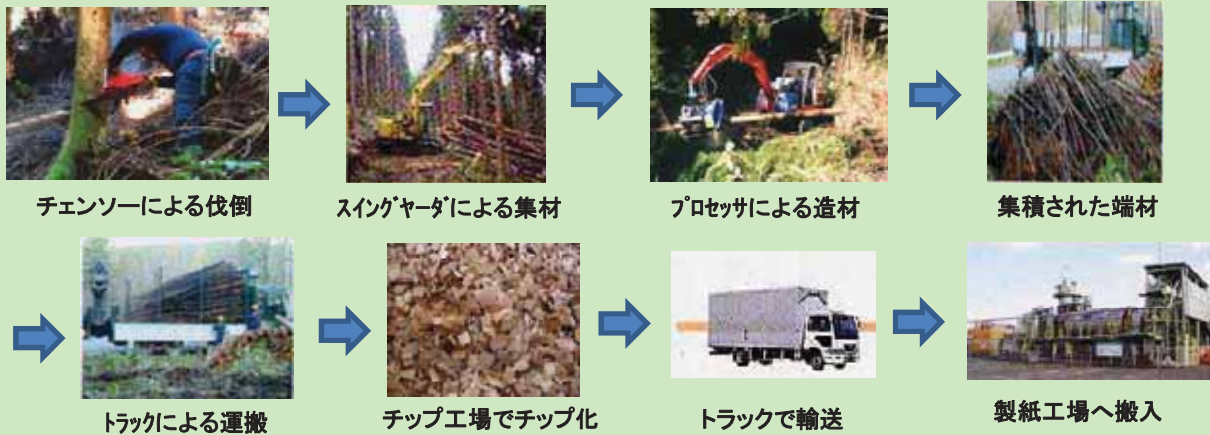 チェンソーによる伐倒
スイングヤーダによる集材
プロセッサによる造材
集積された端材
トラックによる運搬
チップ工場でチップ化
トラックで輸送
製紙工場へ搬入